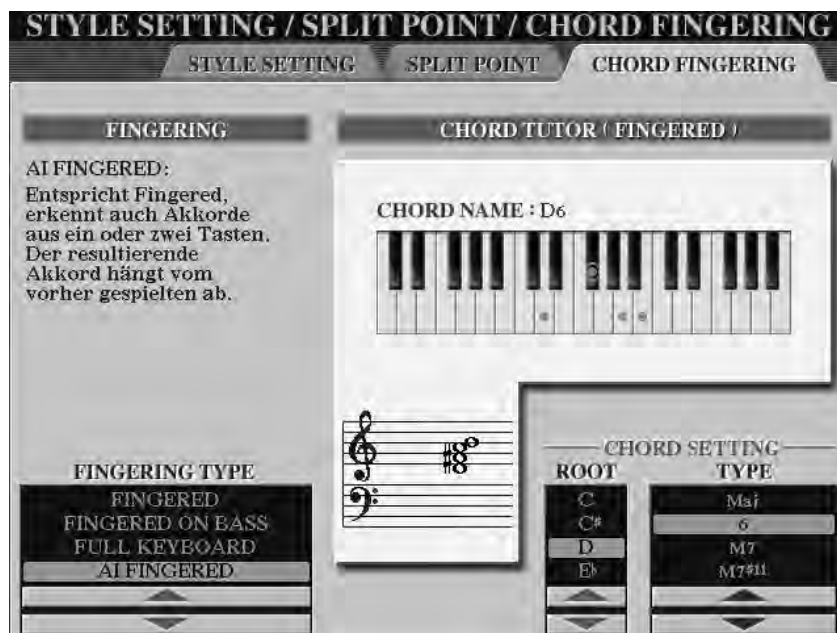 STYLE SETTING / SPLIT POINT / CHORD FINGERING
STYLE SETTING SPLIT POINT CHORD FINGERING
FINGERING
AI FINGERED:
Entspricht Fingered,
erkennt auch Akkorde
aus ein oder zwei Tasten.
Der resultierende
Akkord hängt vom
vorher gespielten ab.
FINGERING TYPE
FINGERED
FINGERED ON BASS
FULL KEYBOARD
AI FINGERED
CHORD TUTOR ( FINGERED )
CHORD NAME : D6
CHORD SETTING
ROOT
C
C#
D
E♭
TYPE
Maj
6
M7
M7#11